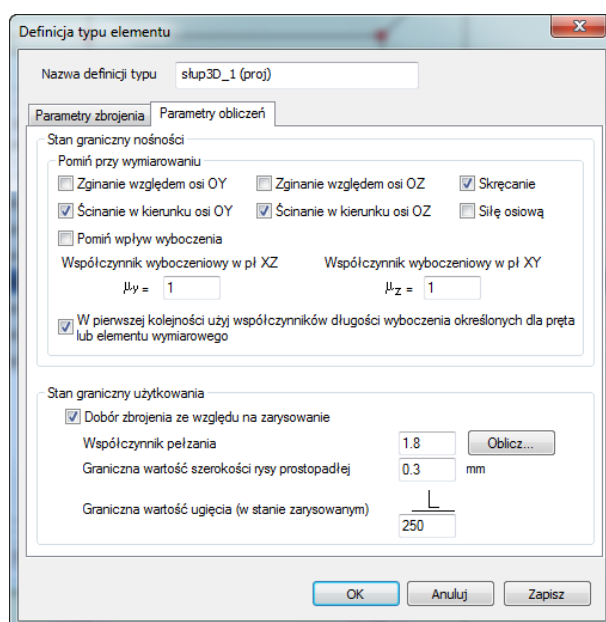 Definicja typu elementu
Nazwa definicji typu słup3D_1 (proj)
Parametry zbrojenia Parametry obliczeń
Stan graniczny nośności
Pomiń przy wymiarowaniu
Zginanie względem osi OY Zginanie względem osi OZ Skręcanie
Ścinanie w kierunku osi OY Ścinanie w kierunku osi OZ Siłę osiową
Pomiń wpływ wyboczenia
Współczynnik wyboczeniowy w pł XZ Współczynnik wyboczeniowy w pł XY
μy = 1 μz = 1
W pierwszej kolejności użyj współczynników długości wyboczenia określonych dla pręta
lub elementu wymiarowego
Stan graniczny użytkowania
Dobór zbrojenia ze względu na zarysowanie
Współczynnik pełzania 1.8 Oblicz...
Graniczna wartość szerokości rysy prostopadłej 0.3 mm
L
Graniczna wartość ugięcia (w stanie zarysowanym)
250
OK Anuluj Zapisz